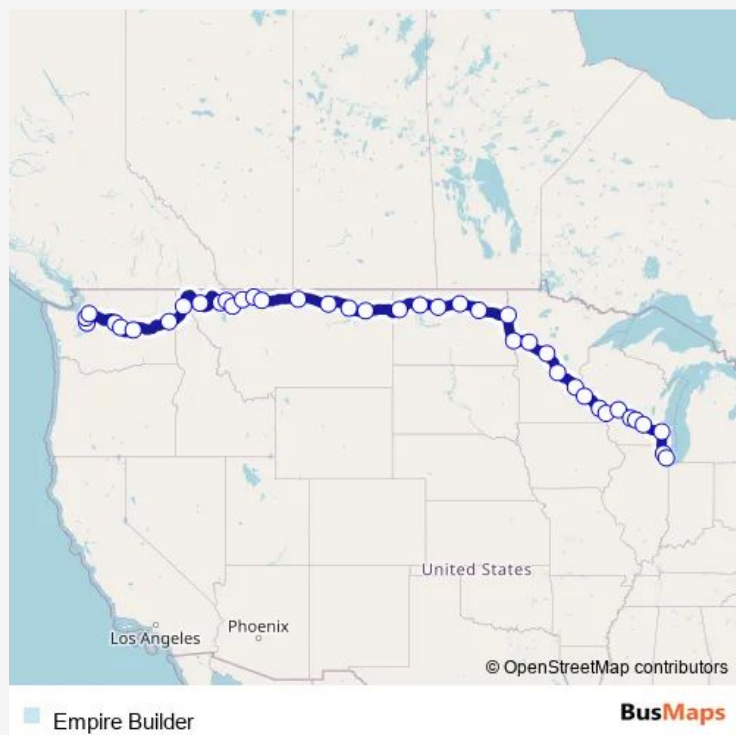 United States
Phoenix
Los Angeles
© OpenStreetMap contributors
Empire Builder
BusMaps